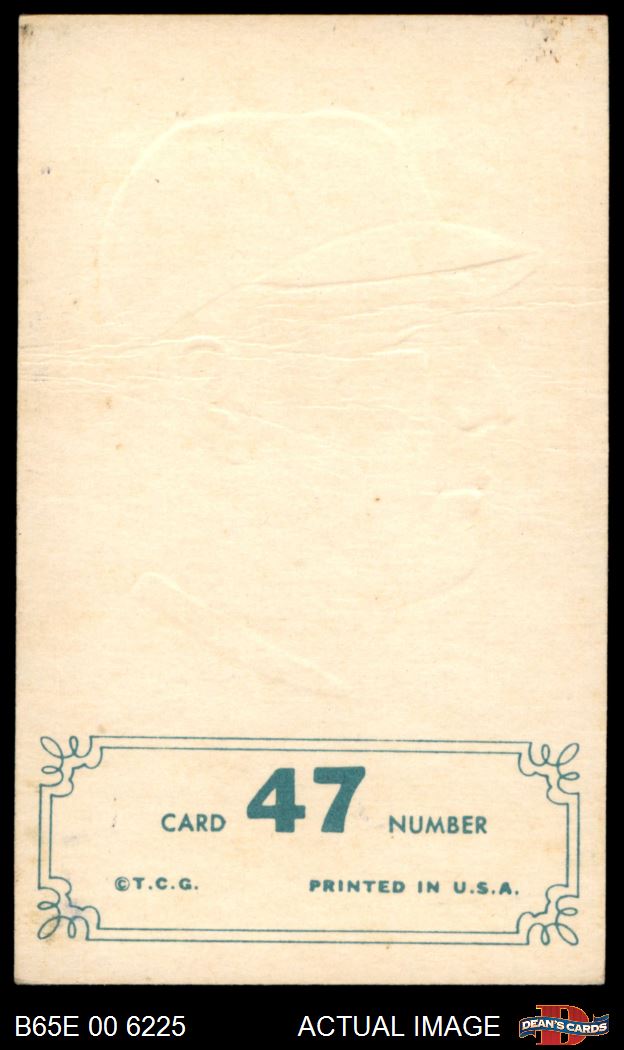 CARD 47 NUMBER
©T.C.G. PRINTED IN U.S.A.
B65E 00 6225 ACTUAL IMAGE DEAN'S CARDS